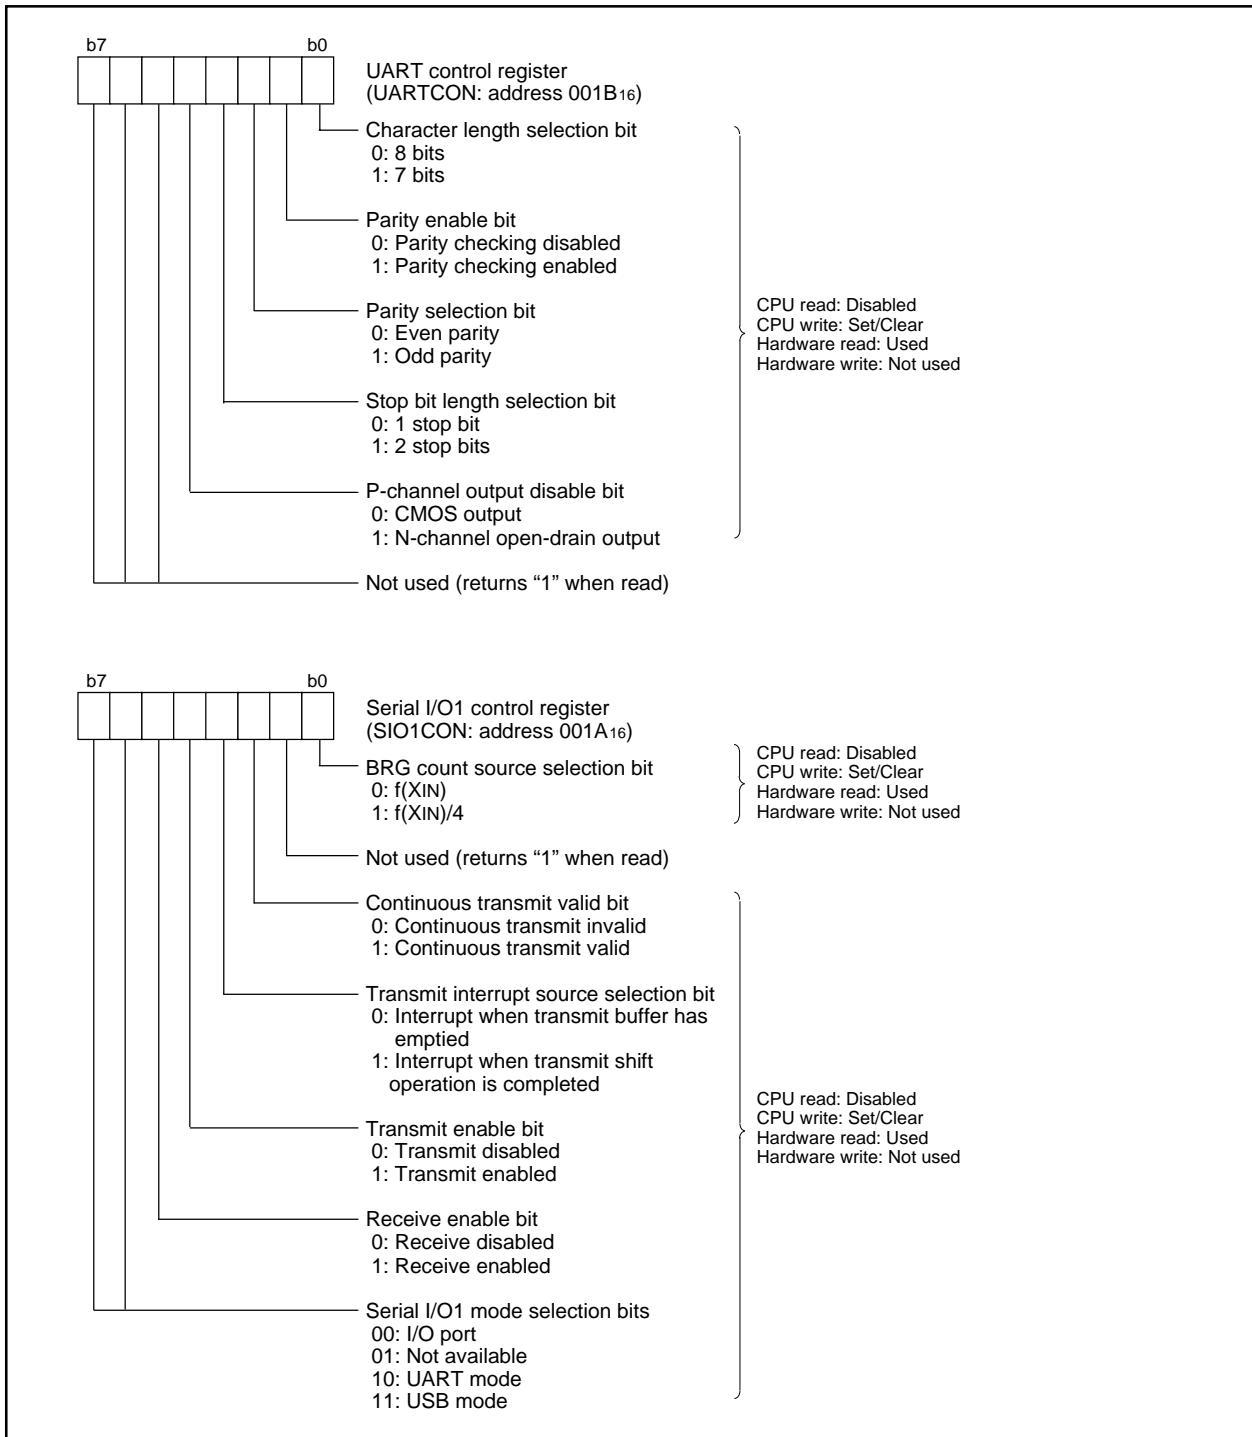 b7 b0
UART control register
(UARTCON: address 001B16)
Character length selection bit
0: 8 bits
1: 7 bits
Parity enable bit
0: Parity checking disabled
1: Parity checking enabled
Parity selection bit
0: Even parity
1: Odd parity
Stop bit length selection bit
0: 1 stop bit
1: 2 stop bits
P-channel output disable bit
0: CMOS output
1: N-channel open-drain output
CPU read: Disabled
CPU write: Set/Clear
Hardware read: Used
Hardware write: Not used
Not used (returns “1” when read)
b7 b0
Serial I/O1 control register
(SIO1CON: address 001A16)
BRG count source selection bit
0: f(XIN)
1: f(XIN)/4
CPU read: Disabled
CPU write: Set/Clear
Hardware read: Used
Hardware write: Not used
Not used (returns “1” when read)
Continuous transmit valid bit
0: Continuous transmit invalid
1: Continuous transmit valid
Transmit interrupt source selection bit
0: Interrupt when transmit buffer has
emptied
1: Interrupt when transmit shift
operation is completed
Transmit enable bit
0: Transmit disabled
1: Transmit enabled
Receive enable bit
0: Receive disabled
1: Receive enabled
Serial I/O1 mode selection bits
00: I/O port
01: Not available
10: UART mode
11: USB mode
CPU read: Disabled
CPU write: Set/Clear
Hardware read: Used
Hardware write: Not used